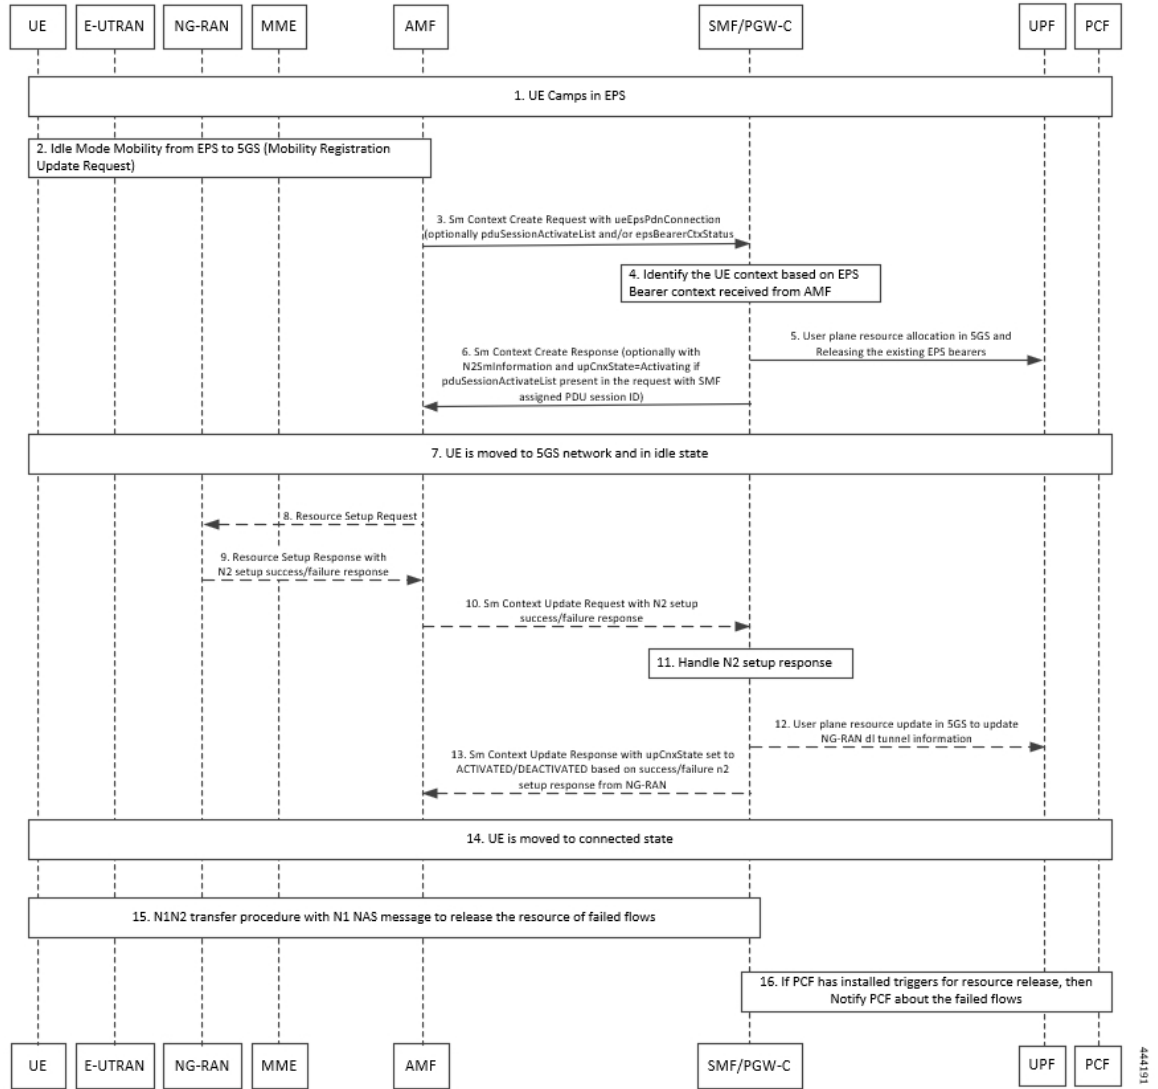 UE E-UTRAN NG-RAN MME AMF SMF/PGW-C UPF PCF
1. UE Camps in EPS
2. Idle Mode Mobility from EPS to 5GS (Mobility Registration
Update Request)
3. Sm Context Create Request with ueEpsPdnConnection
(optionally pduSessionActivateList and/or epsBearerCtxStatus
4. Identify the UE context based on EPS
Bearer context received from AMF
5. User plane resource allocation in 5GS and
Releasing the existing EPS bearers
6. Sm Context Create Response (optionally with
N2SmInformation and upCnxState=Activating if
pduSessionActivateList present in the request with SMF
assigned PDU session ID)
7. UE is moved to 5GS network and in idle state
8. Resource Setup Request
9. Resource Setup Response with
N2 setup success/failure response
10. Sm Context Update Request with N2 setup
success/failure response
11. Handle N2 setup response
12. User plane resource update in 5GS to update
NG-RAN dl tunnel information
13. Sm Context Update Response with upCnxState set to
ACTIVATED/DEACTIVATED based on success/failure n2
setup response from NG-RAN
14. UE is moved to connected state
15. N1N2 transfer procedure with N1 NAS message to release the resource of failed flows
16. If PCF has installed triggers for resource release, then
Notify PCF about the failed flows
UE E-UTRAN NG-RAN MME AMF SMF/PGW-C UPF PCF
444191